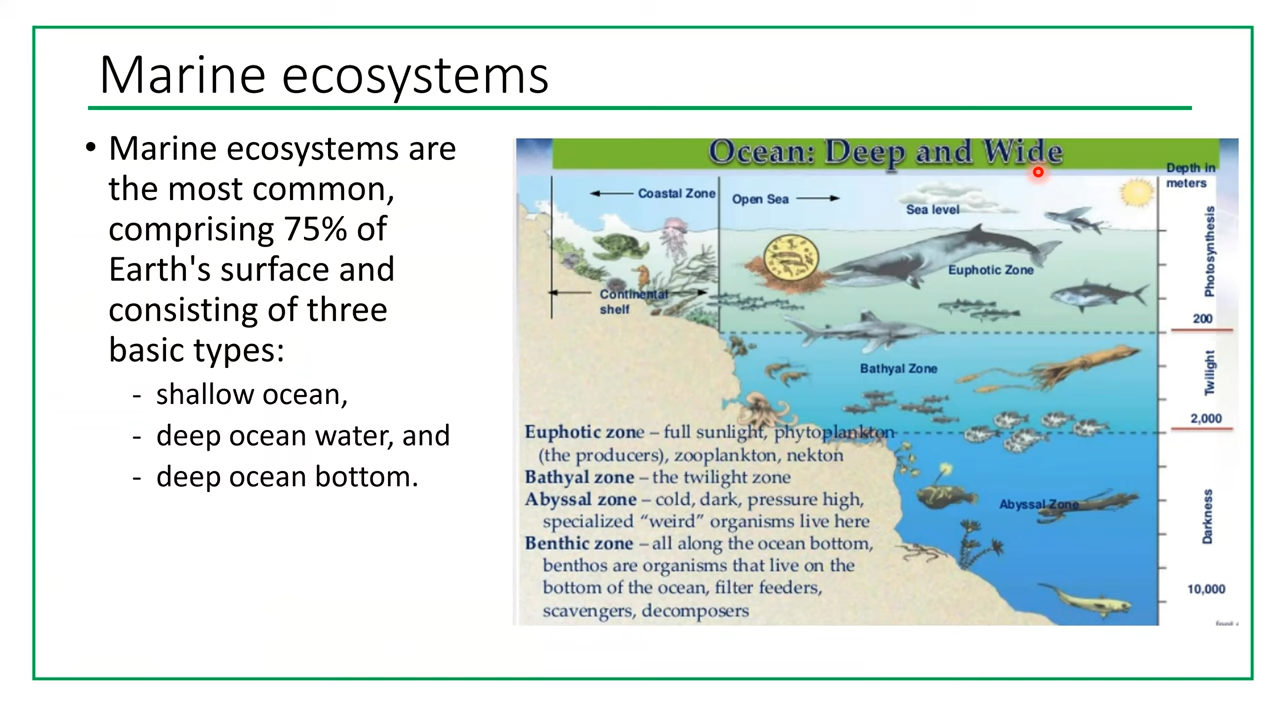 Marine ecosystems
• Marine ecosystems are
the most common,
comprising 75% of
Earth's surface and
consisting of three
basic types:
- shallow ocean,
- deep ocean water, and
- deep ocean bottom.
Ocean: Deep and Wide
Depth in
meters
Coastal Zone
Open Sea
Sea level
Euphotic Zone
Continental
shelf
Photosynthesis
200
Bathyal Zone
Twilight
2,000
Euphotic zone – full sunlight, phytoplankton
(the producers), zooplankton, nekton
Bathyal zone – the twilight zone
Abyssal zone – cold, dark, pressure high,
specialized “weird” organisms live here
Benthic zone – all along the ocean bottom,
benthos are organisms that live on the
bottom of the ocean, filter feeders,
scavengers, decomposers
Abyssal Zone
Darkness
10,000